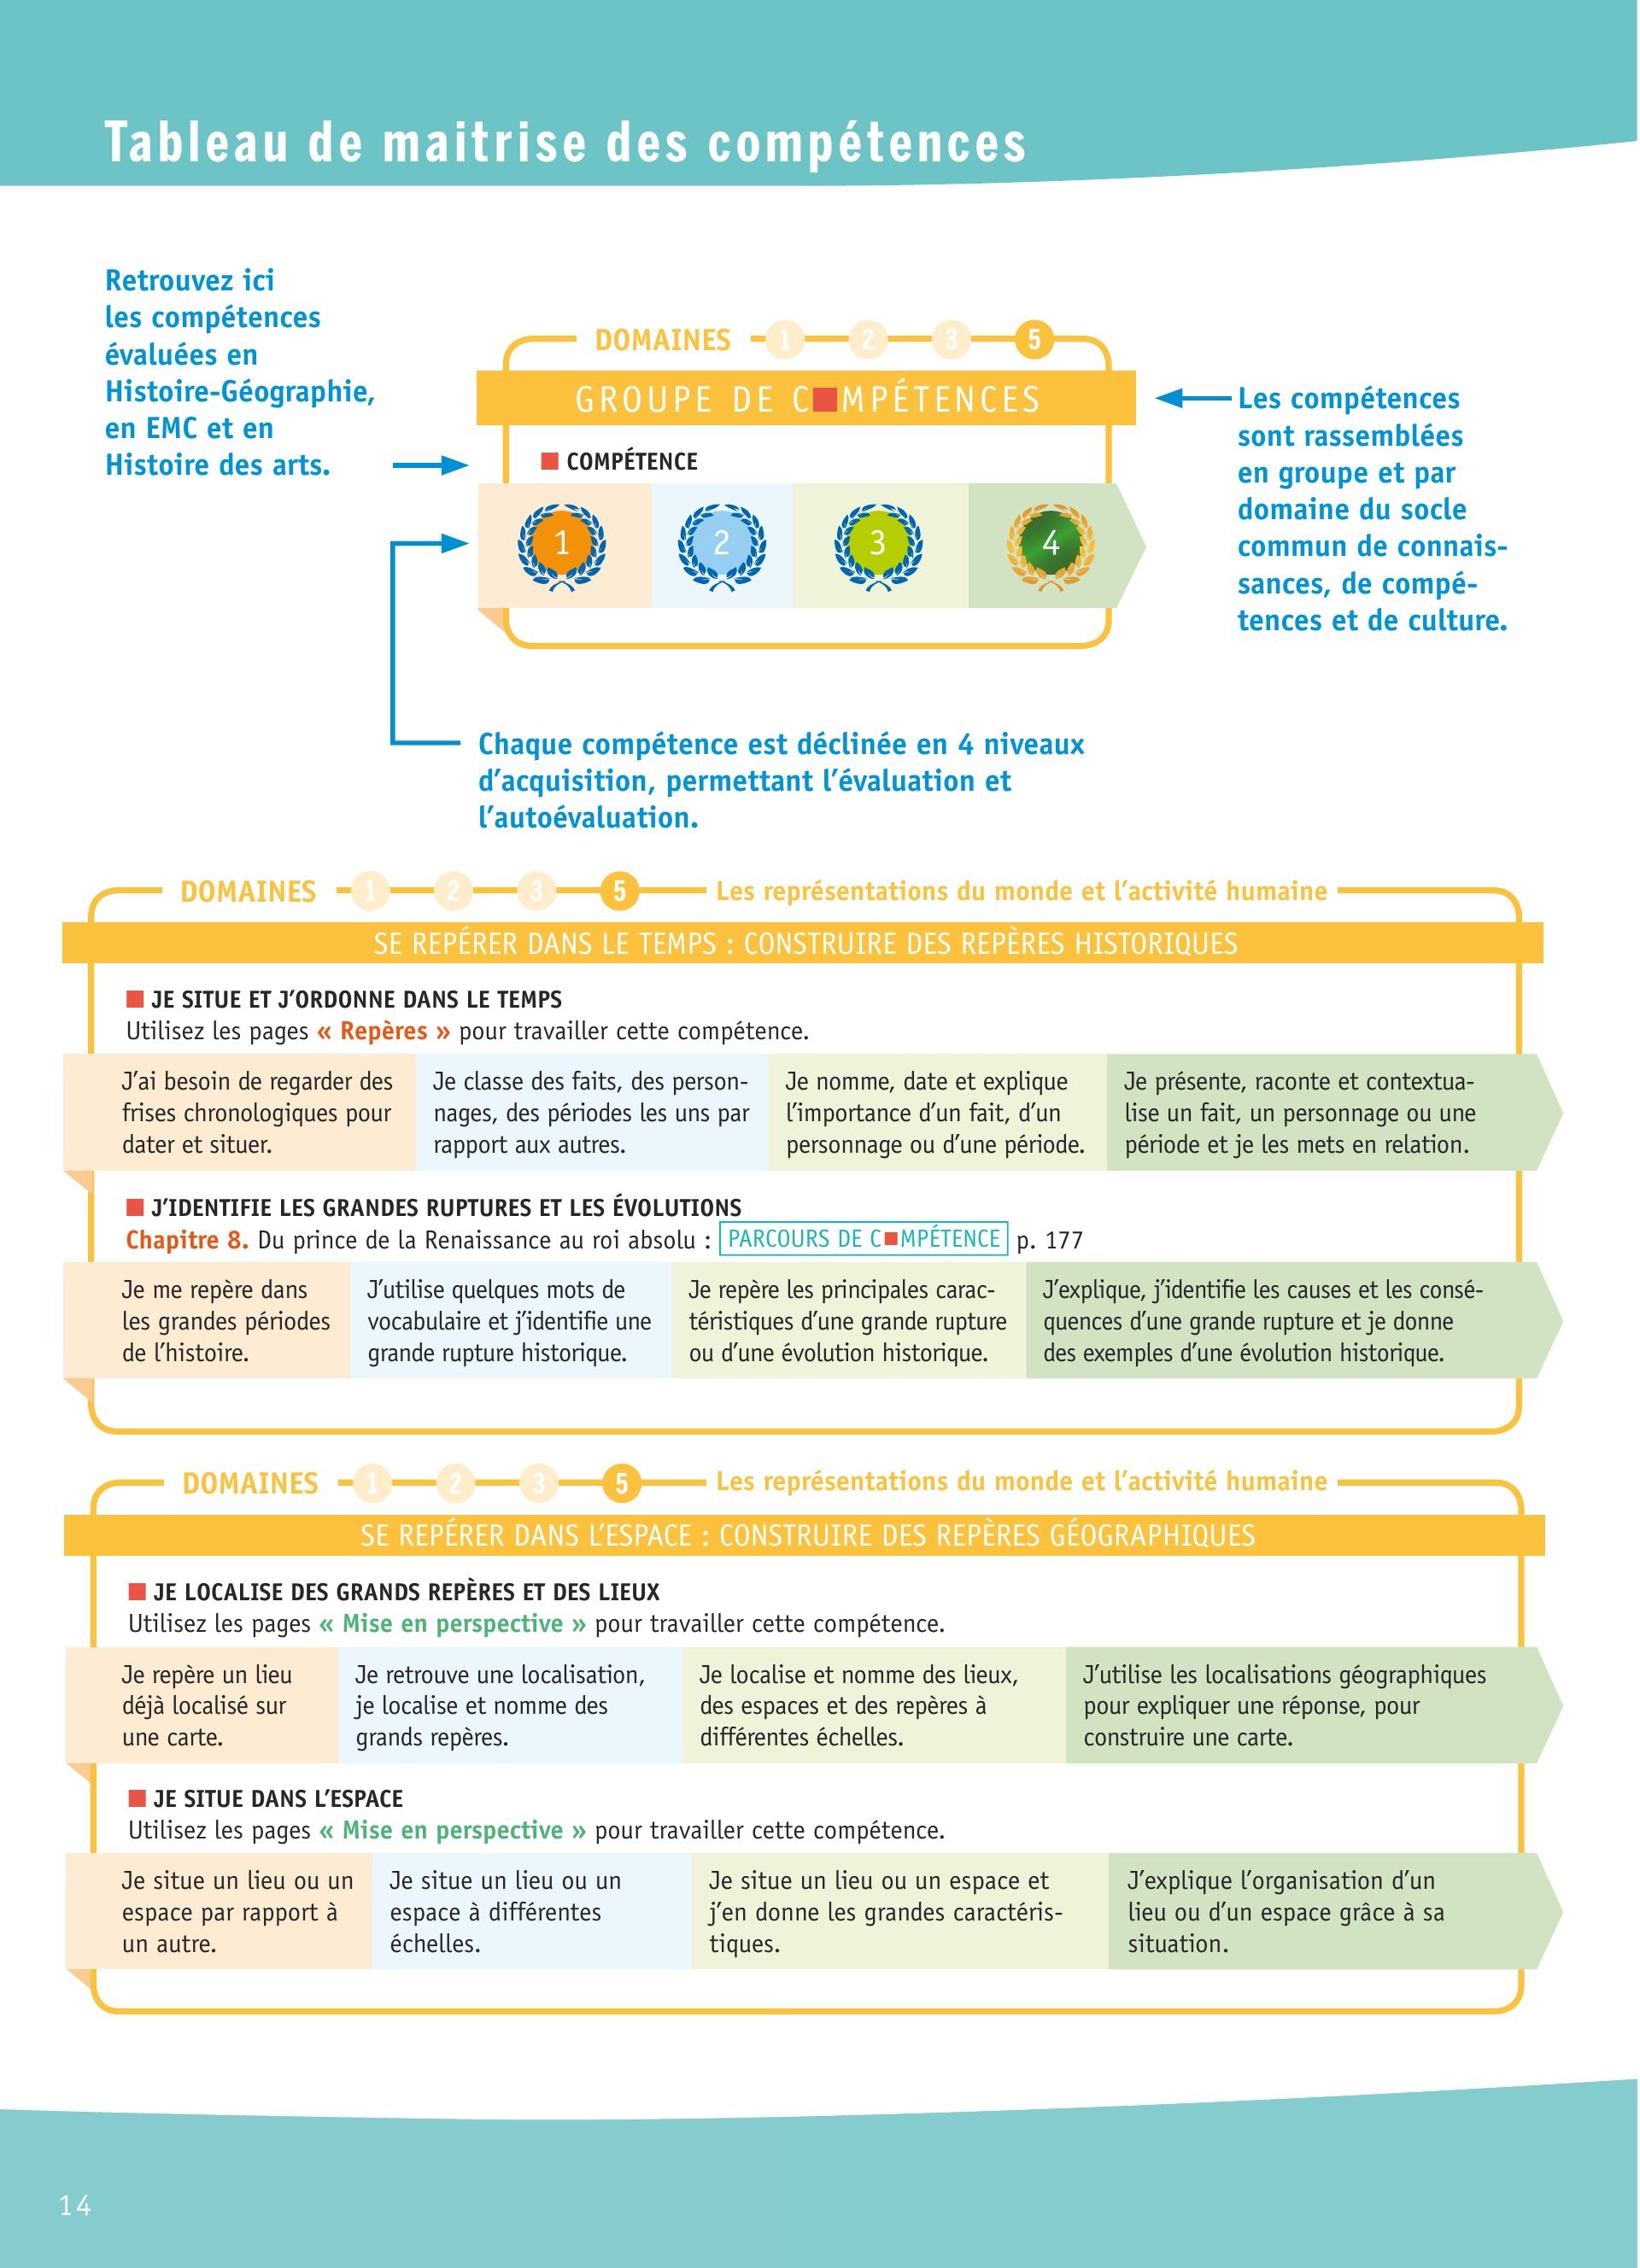 Tableau de maitrise des compétences
Retrouvez ici
les compétences
évaluées en
Histoire-Géographie,
en EMC et en
Histoire des arts.
DOMAINES 1 2 3 5
GROUPE DE C■MPÉTENCES
■ COMPÉTENCE
1 2 3 4
Les compétences
sont rassemblées
en groupe et par
domaine du socle
commun de connais-
sances, de compé-
tences et de culture.
Chaque compétence est déclinée en 4 niveaux
d’acquisition, permettant l’évaluation et
l’autoévaluation.
DOMAINES 1 2 3 5 Les représentations du monde et l’activité humaine
SE REPÉRER DANS LE TEMPS : CONSTRUIRE DES REPÈRES HISTORIQUES
■ JE SITUE ET J’ORDONNE DANS LE TEMPS
Utilisez les pages « Repères » pour travailler cette compétence.
J’ai besoin de regarder des
frises chronologiques pour
dater et situer.
Je classe des faits, des person-
nages, des périodes les uns par
rapport aux autres.
Je nomme, date et explique
l’importance d’un fait, d’un
personnage ou d’une période.
Je présente, raconte et contextua-
lise un fait, un personnage ou une
période et je les mets en relation.
■ J’IDENTIFIE LES GRANDES RUPTURES ET LES ÉVOLUTIONS
Chapitre 8. Du prince de la Renaissance au roi absolu : PARCOURS DE C■MPÉTENCE p. 177
Je me repère dans
les grandes périodes
de l’histoire.
J’utilise quelques mots de
vocabulaire et j’identifie une
grande rupture historique.
Je repère les principales carac-
téristiques d’une grande rupture
ou d’une évolution historique.
J’explique, j’identifie les causes et les consé-
quences d’une grande rupture et je donne
des exemples d’une évolution historique.
DOMAINES 1 2 3 5 Les représentations du monde et l’activité humaine
SE REPÉRER DANS L’ESPACE : CONSTRUIRE DES REPÈRES GÉOGRAPHIQUES
■ JE LOCALISE DES GRANDS REPÈRES ET DES LIEUX
Utilisez les pages « Mise en perspective » pour travailler cette compétence.
Je repère un lieu
déjà localisé sur
une carte.
Je retrouve une localisation,
je localise et nomme des
grands repères.
Je localise et nomme des lieux,
des espaces et des repères à
différentes échelles.
J’utilise les localisations géographiques
pour expliquer une réponse, pour
construire une carte.
■ JE SITUE DANS L’ESPACE
Utilisez les pages « Mise en perspective » pour travailler cette compétence.
Je situe un lieu ou un
espace par rapport à
un autre.
Je situe un lieu ou un
espace à différentes
échelles.
Je situe un lieu ou un espace et
j’en donne les grandes caractéris-
tiques.
J’explique l’organisation d’un
lieu ou d’un espace grâce à sa
situation.
14